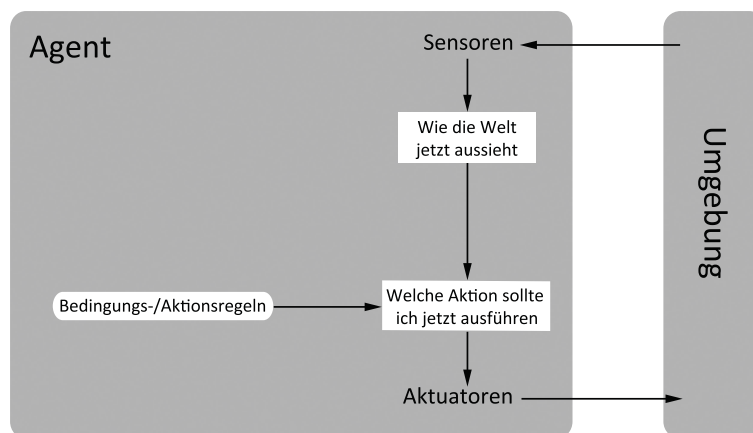 Agent
Sensoren
Wie die Welt
jetzt aussieht
Umgebung
Bedingungs-/Aktionsregeln
Welche Aktion sollte
ich jetzt ausführen
Aktuatoren